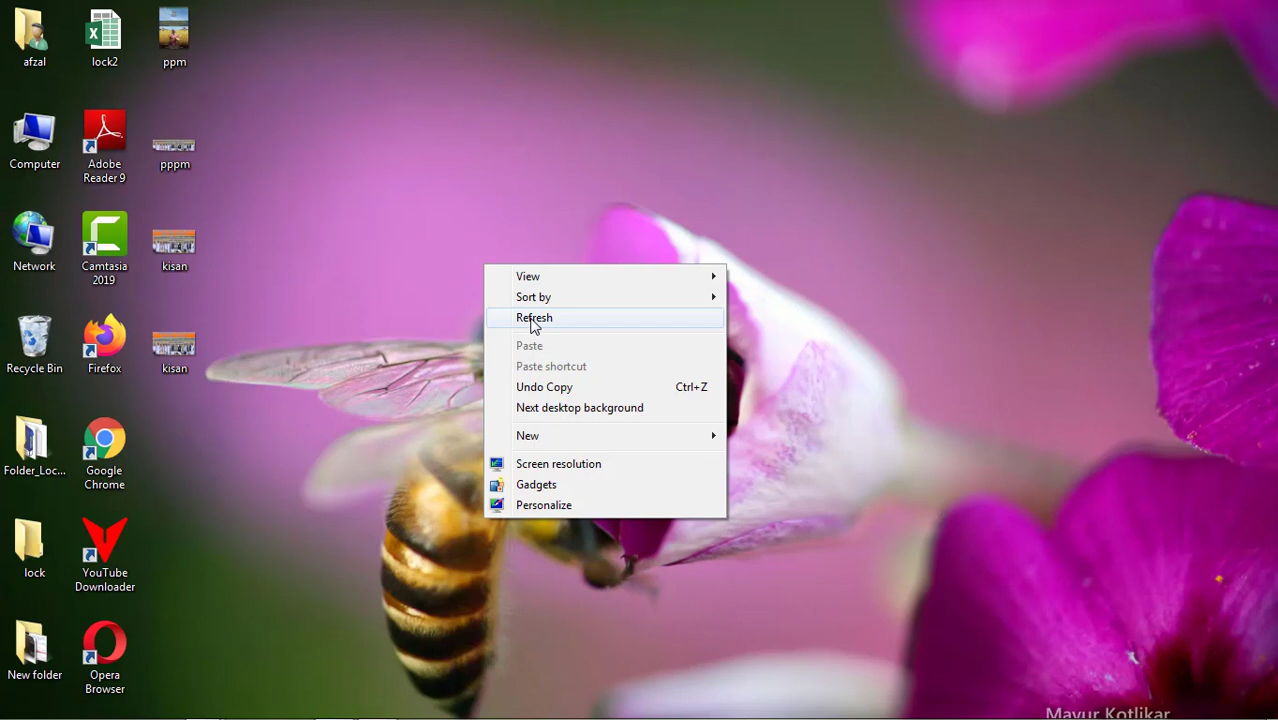 afzal
lock2
ppm
Computer
Adobe
Reader 9
pppm
Network
Camtasia
2019
kisan
Recycle Bin
Firefox
kisan
Folder_Loc...
Google
Chrome
lock
YouTube
Downloader
New folder
Opera
Browser
View
Sort by
Refresh
Paste
Paste shortcut
Undo Copy Ctrl+Z
Next desktop background
New
Screen resolution
Gadgets
Personalize
Mayur Kotlikar